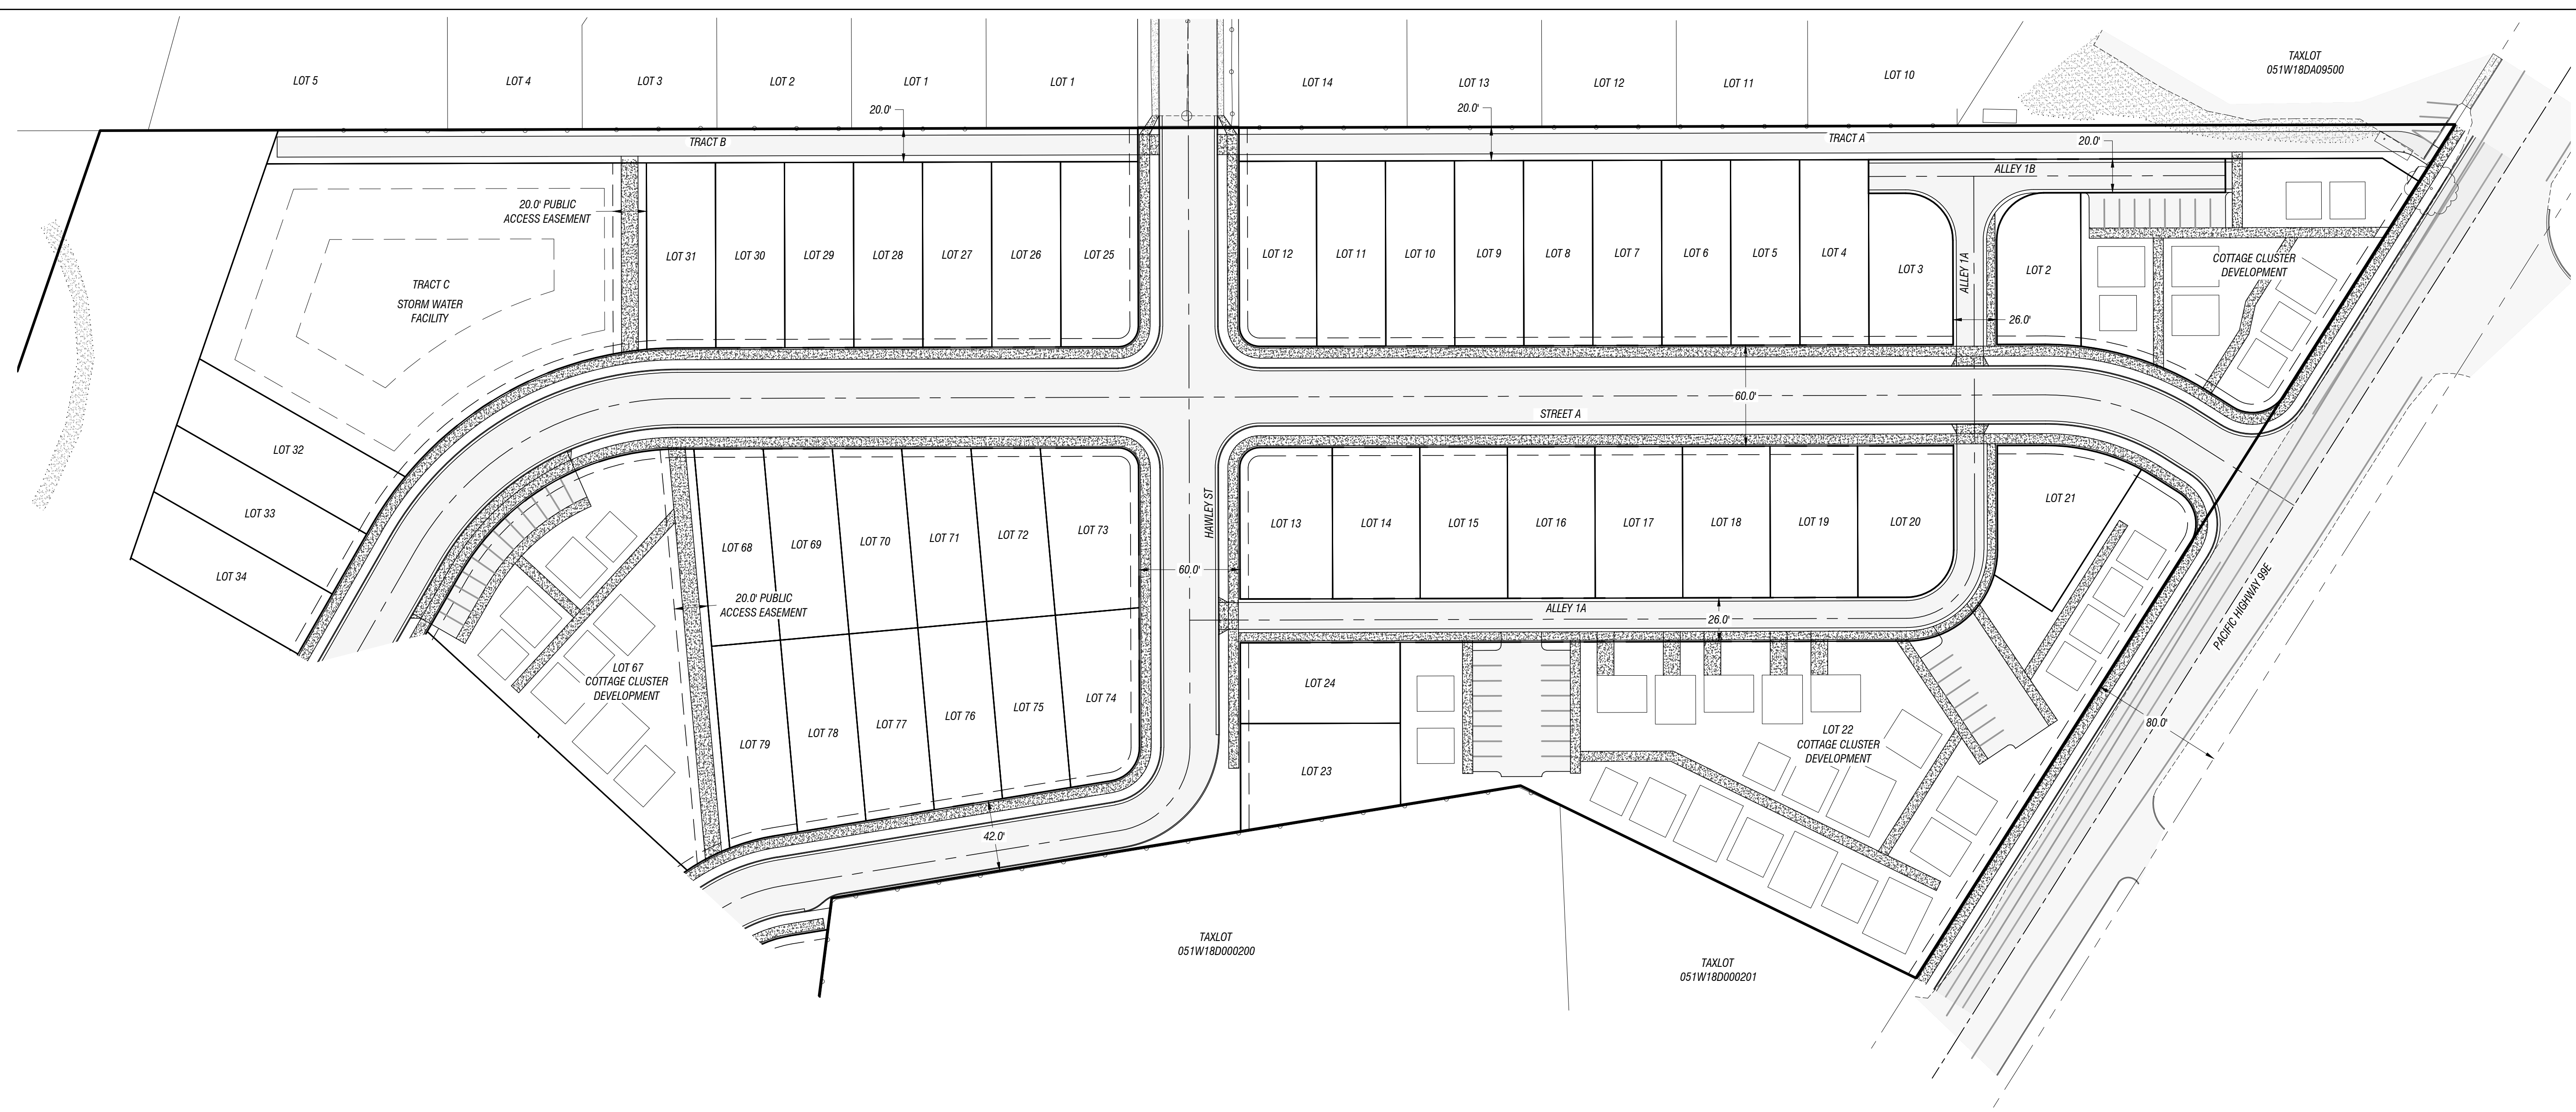 LOT 5
LOT 4
LOT 3
LOT 2
LOT 1
LOT 1
LOT 14
LOT 13
LOT 12
LOT 11
LOT 10
TAXLOT
051W18DA09500
20.0'
20.0'
20.0'
TRACT B
TRACT A
ALLEY 1B
20.0' PUBLIC
ACCESS EASEMENT
LOT 31
LOT 30
LOT 29
LOT 28
LOT 27
LOT 26
LOT 25
LOT 12
LOT 11
LOT 10
LOT 9
LOT 8
LOT 7
LOT 6
LOT 5
LOT 4
LOT 3
ALLEY 1A
LOT 2
COTTAGE CLUSTER
DEVELOPMENT
TRACT C
STORM WATER
FACILITY
26.0'
60.0'
STREET A
LOT 32
LOT 33
LOT 34
LOT 68
LOT 69
LOT 70
LOT 71
LOT 72
LOT 73
HAWLEY ST
LOT 13
LOT 14
LOT 15
LOT 16
LOT 17
LOT 18
LOT 19
LOT 20
LOT 21
60.0'
20.0' PUBLIC
ACCESS EASEMENT
ALLEY 1A
26.0'
PACIFIC HIGHWAY 99E
LOT 67
COTTAGE CLUSTER
DEVELOPMENT
LOT 79
LOT 78
LOT 77
LOT 76
LOT 75
LOT 74
LOT 24
LOT 23
LOT 22
COTTAGE CLUSTER
DEVELOPMENT
80.0'
42.0'
TAXLOT
051W18D000200
TAXLOT
051W18D000201